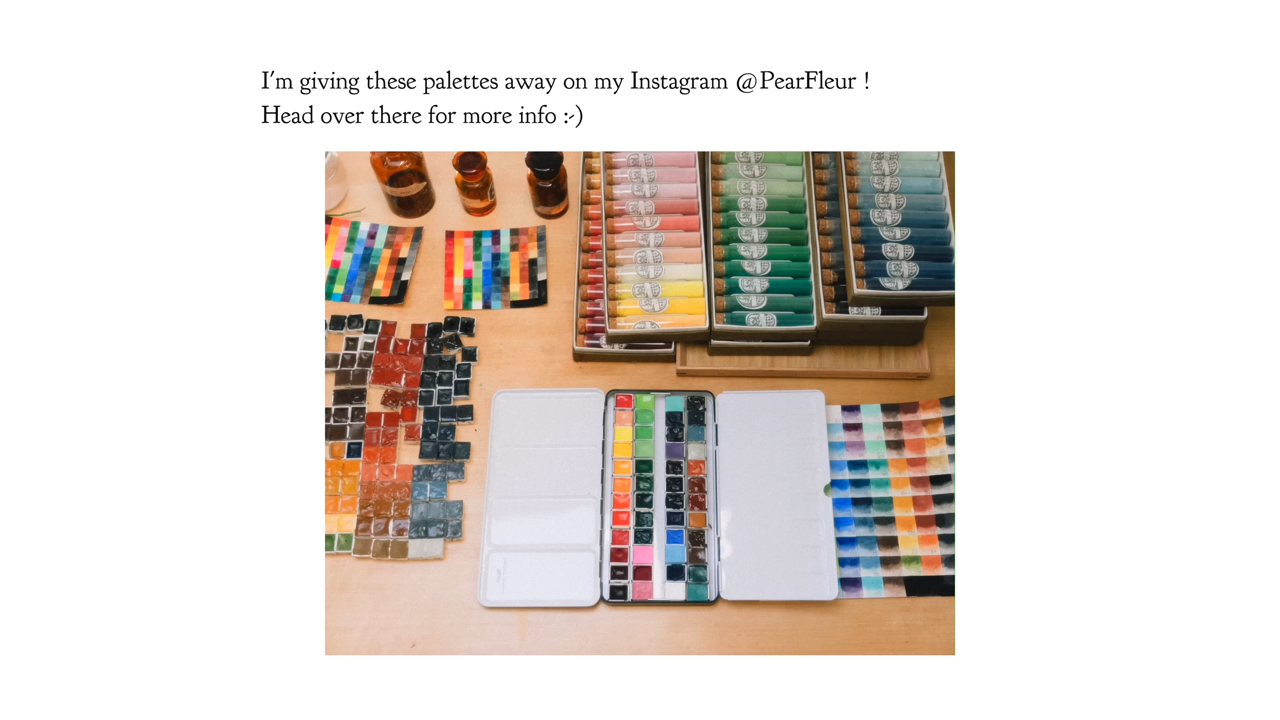 I'm giving these palettes away on my Instagram @PearFleur !
Head over there for more info :-)